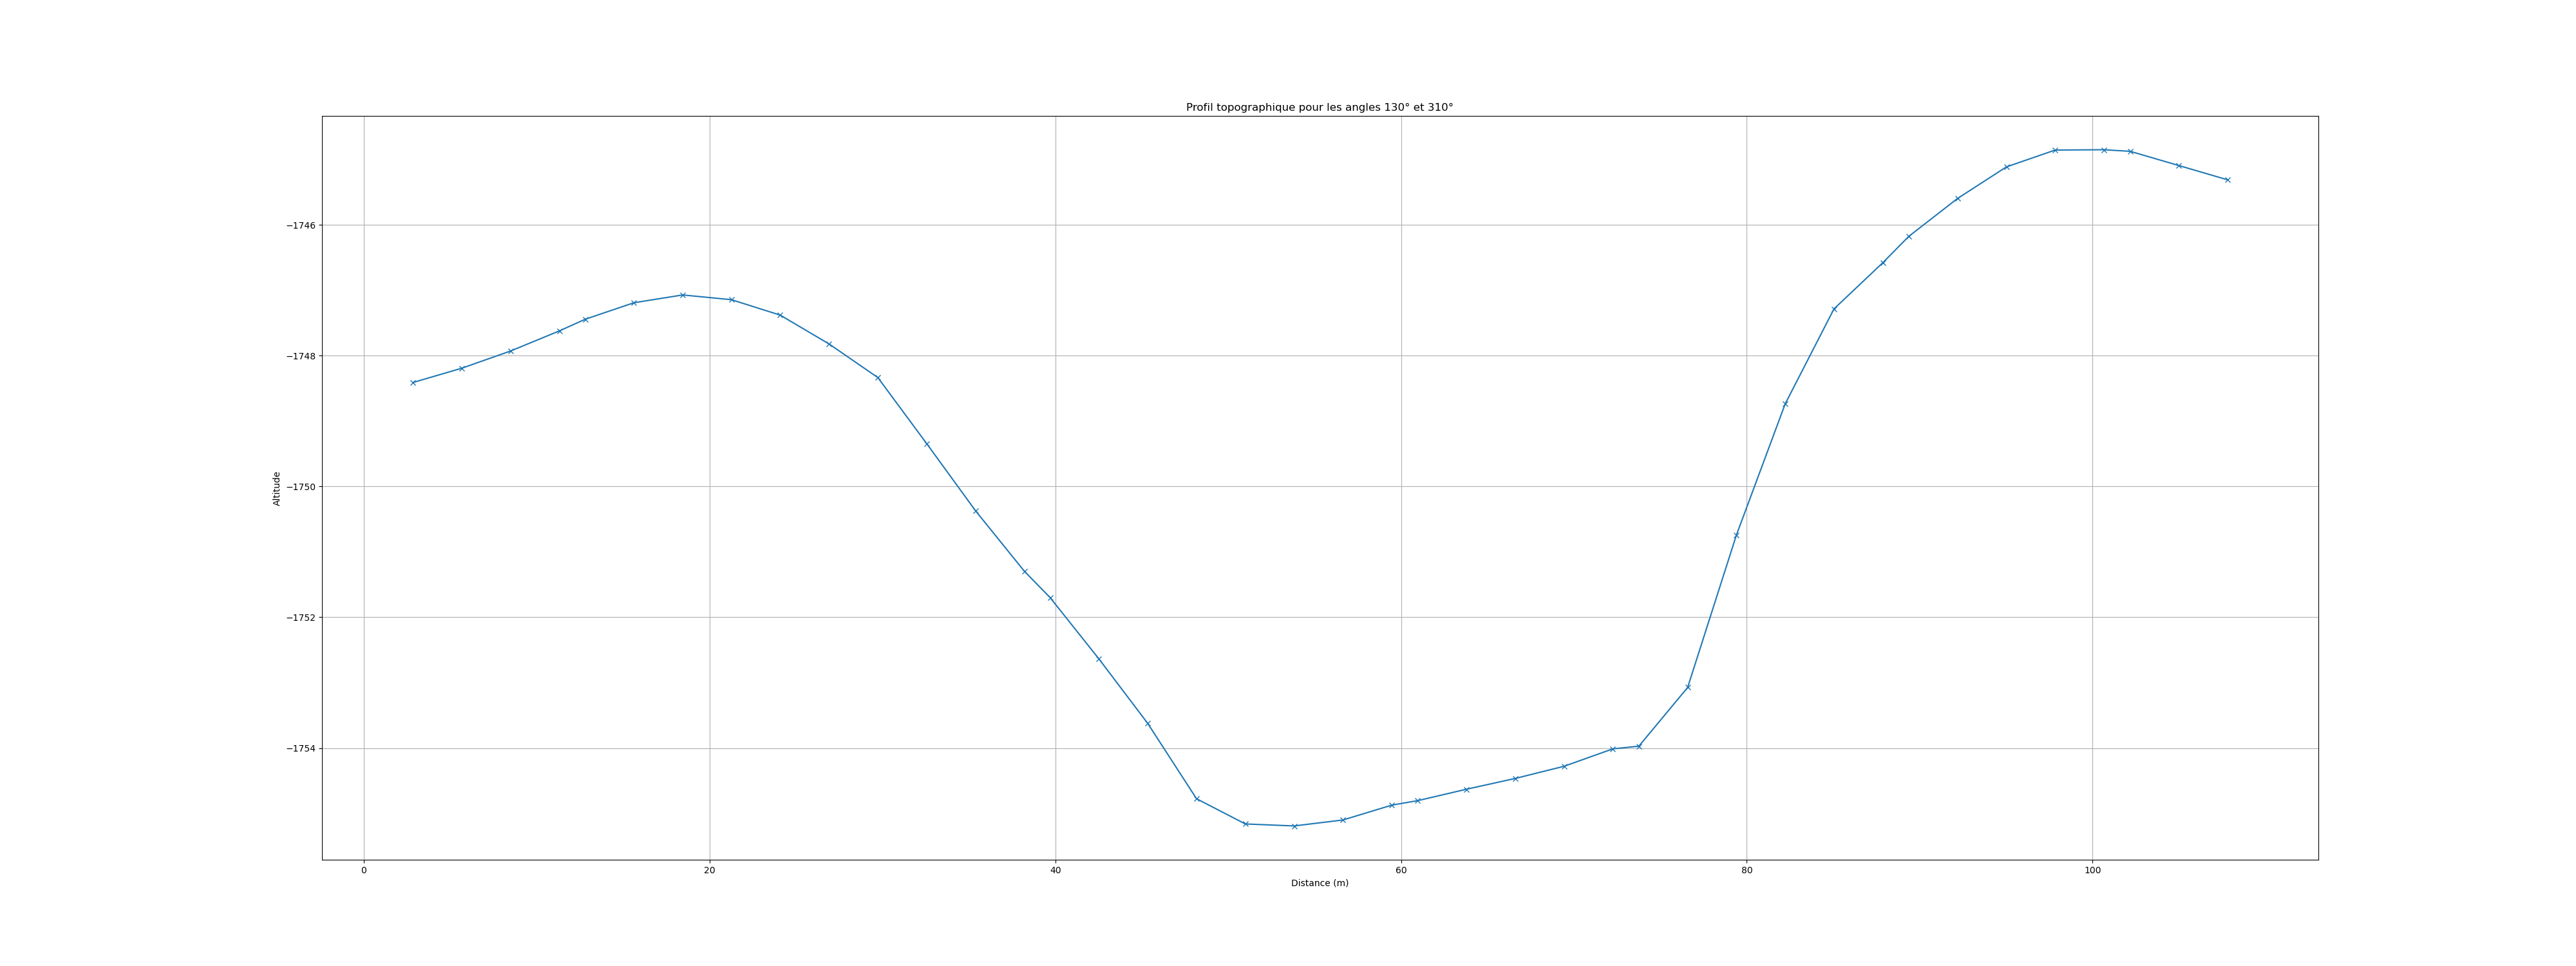 Profil topographique pour les angles 130° et 310°
Altitude
−1746
−1748
−1750
−1752
−1754
0 20 40 60 80 100
Distance (m)